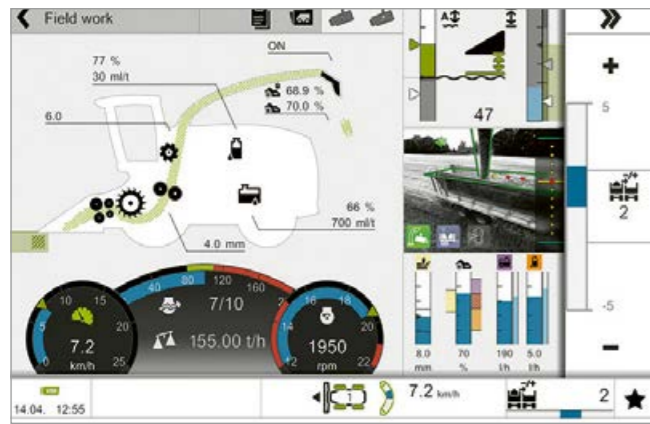 Field work
A
ON
77 %
30 ml/t
68.9 %
70.0 %
6.0
47
5
2
66 %
700 ml/t
4.0 mm
-5
40 80 120 160
7/10
155.00 t/h
0 5 10 15 20 25
7.2
km/h
12 14 16 18 20 22
1950
rpm
8.0 70 190 5.0
mm % l/h l/h
14.04. 12:55
7.2 km/h
2